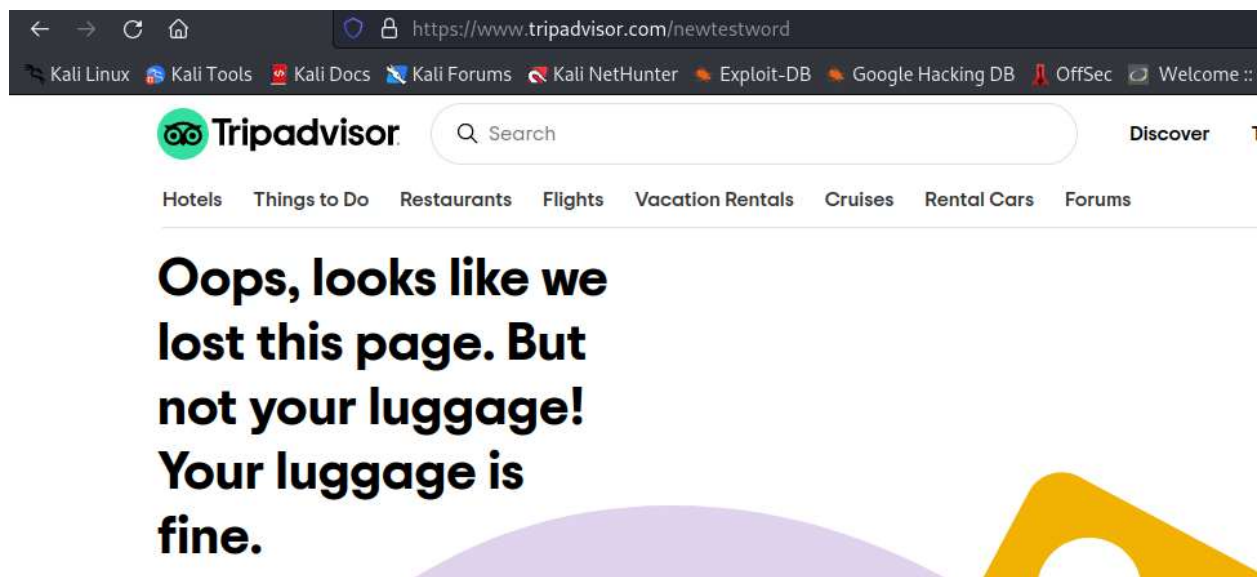 https://www.tripadvisor.com/newtestword
Kali Linux Kali Tools Kali Docs Kali Forums Kali NetHunter Exploit-DB Google Hacking DB OffSec Welcome ::
Tripadvisor Search Discover
Hotels Things to Do Restaurants Flights Vacation Rentals Cruises Rental Cars Forums
Oops, looks like we
lost this page. But
not your luggage!
Your luggage is
fine.